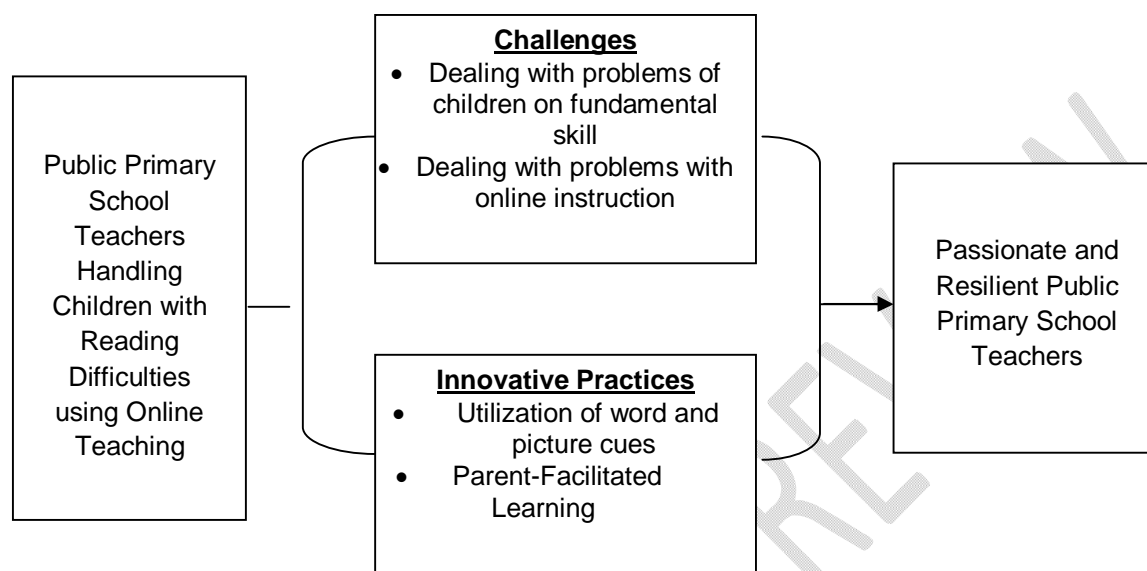 Public Primary
School
Teachers
Handling
Children with
Reading
Difficulties
using Online
Teaching
Challenges
• Dealing with problems of
children on fundamental
skill
• Dealing with problems with
online instruction
Innovative Practices
• Utilization of word and
picture cues
• Parent-Facilitated
Learning
Passionate and
Resilient Public
Primary School
Teachers